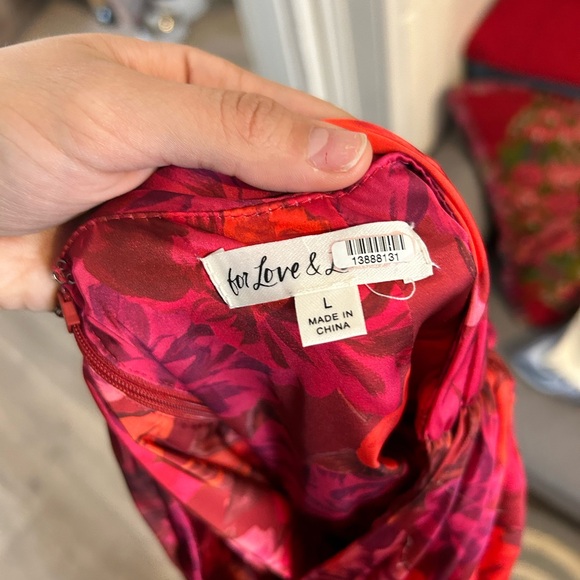 for Love & L
13888131
L
MADE IN
CHINA